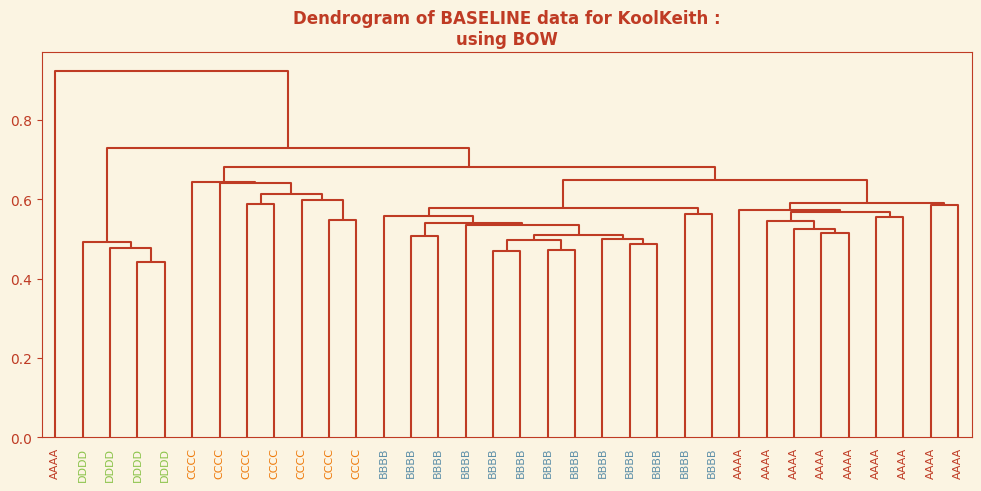 Dendrogram of BASELINE data for KoolKeith :
using BOW
0.8
0.6
0.4
0.2
0.0
AAAA DDDD DDDD DDDD DDDD CCCC CCCC CCCC CCCC CCCC CCCC CCCC BBBB BBBB BBBB BBBB BBBB BBBB BBBB BBBB BBBB BBBB BBBB BBBB BBBB AAAA AAAA AAAA AAAA AAAA AAAA AAAA AAAA AAAA